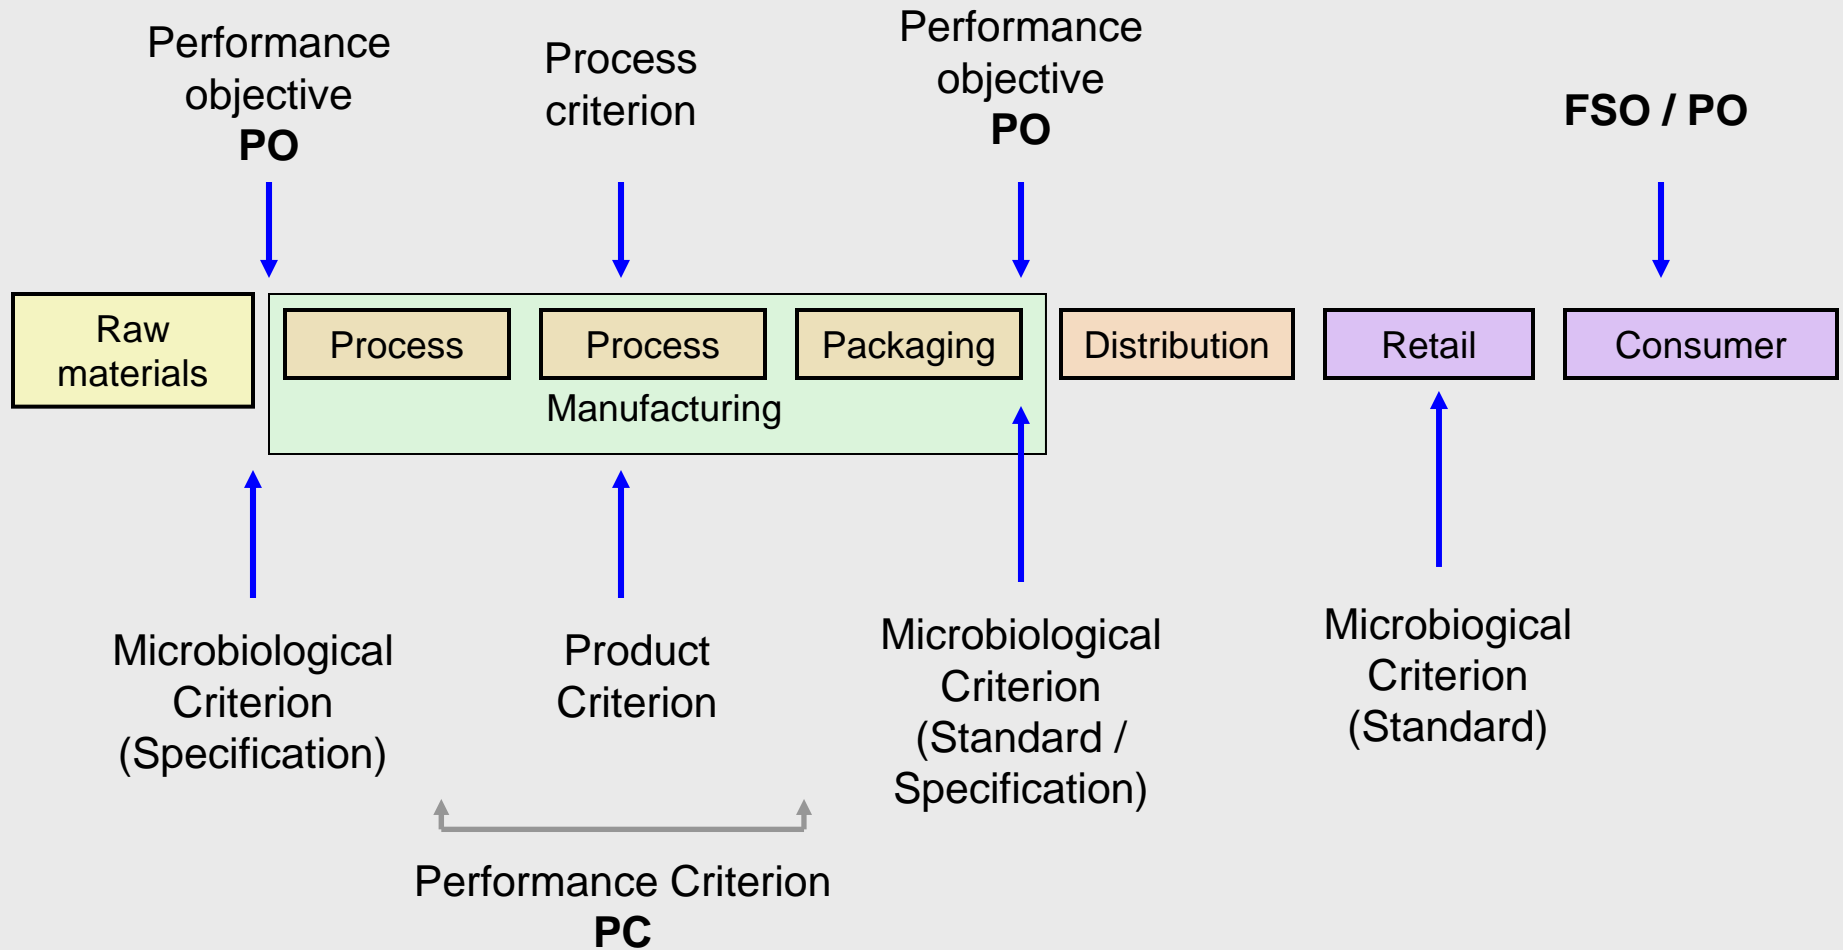 Performance
objective
PO
Process
criterion
Performance
objective
PO
FSO / PO
Raw
materials
Process
Process
Packaging
Distribution
Retail
Consumer
Manufacturing
Microbiological
Criterion
(Specification)
Product
Criterion
Microbiological
Criterion
(Standard /
Specification)
Microbiogical
Criterion
(Standard)
Performance Criterion
PC